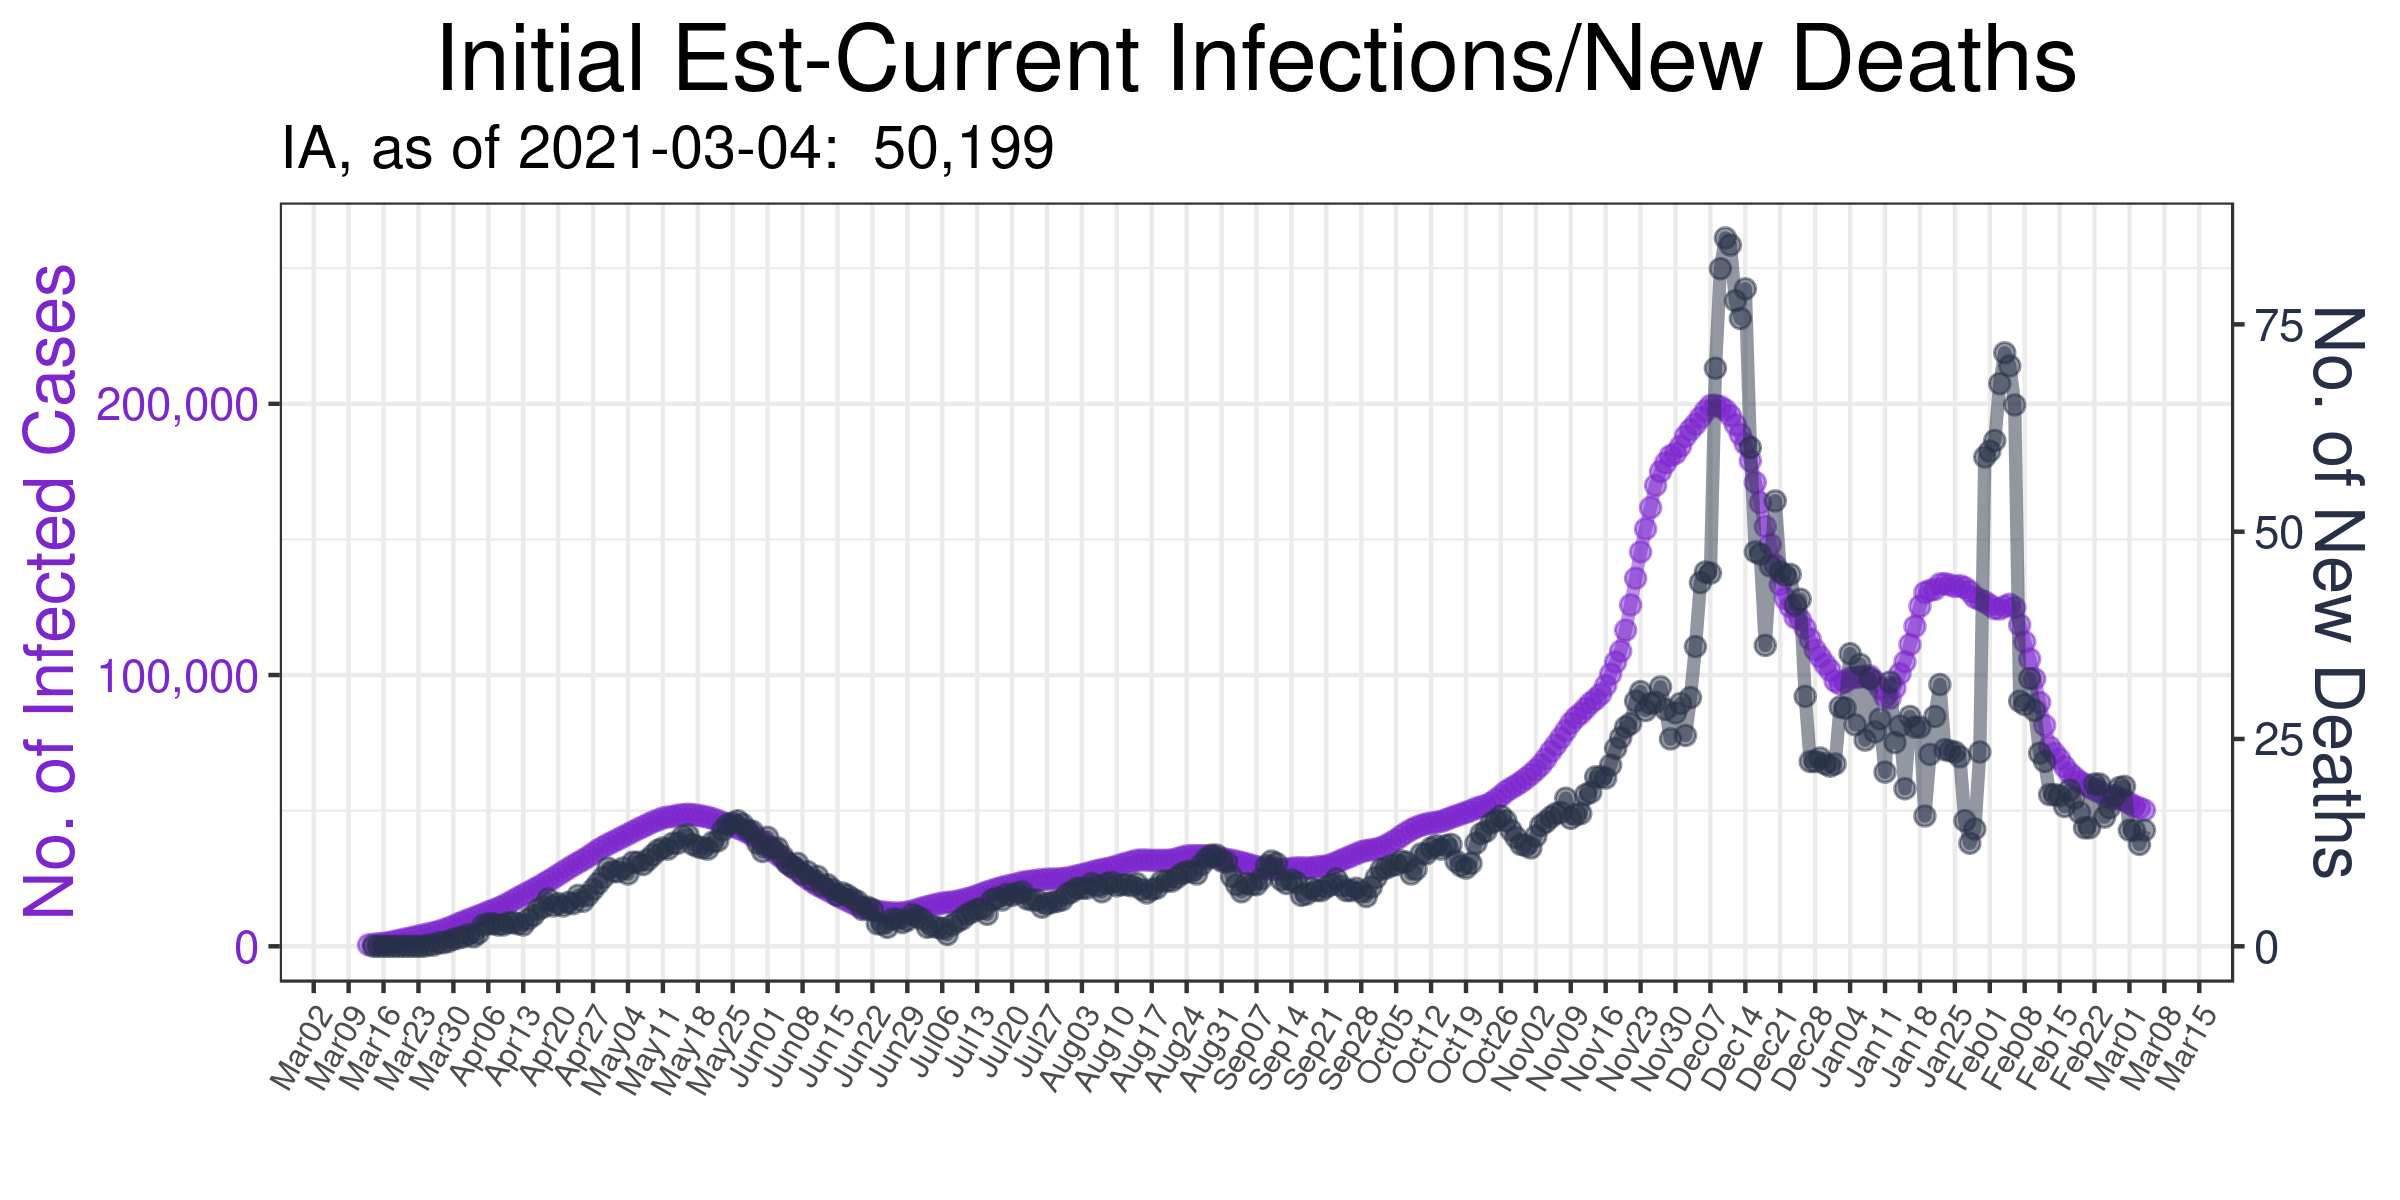 Initial Est-Current Infections/New Deaths
IA, as of 2021-03-04: 50,199
No. of Infected Cases
200,000
100,000
0
75
50
25
0
No. of New Deaths
Mar02
Mar09
Mar16
Mar23
Mar30
Apr06
Apr13
Apr20
Apr27
May04
May11
May18
May25
Jun01
Jun08
Jun15
Jun22
Jun29
Jul06
Jul13
Jul20
Jul27
Aug03
Aug10
Aug17
Aug24
Aug31
Sep07
Sep14
Sep21
Sep28
Oct05
Oct12
Oct19
Oct26
Nov02
Nov09
Nov16
Nov23
Nov30
Dec07
Dec14
Dec21
Dec28
Jan04
Jan11
Jan18
Jan25
Feb01
Feb08
Feb15
Feb22
Mar01
Mar08
Mar15